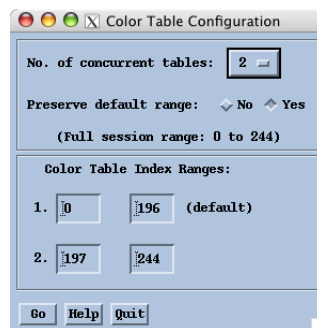 X Color Table Configuration
No. of concurrent tables: 2
Preserve default range: No Yes
(Full session range: 0 to 244)
Color Table Index Ranges:
1. 0 196 (default)
2. 197 244
Go Help Quit